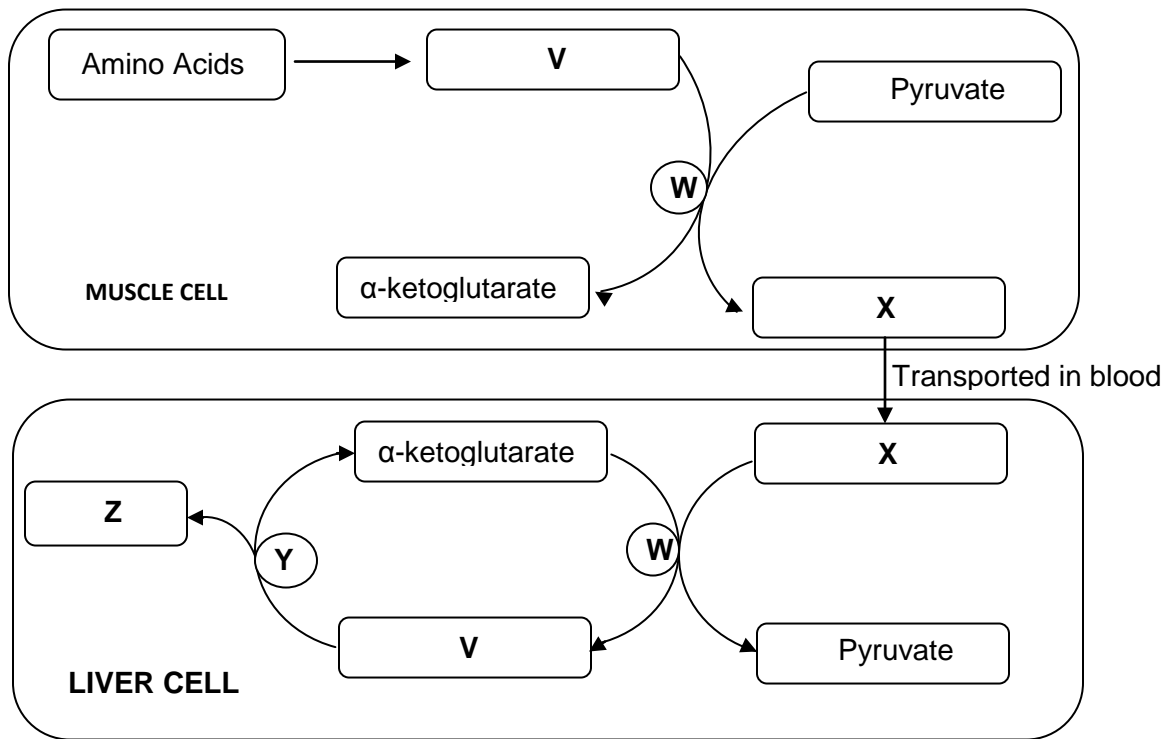 Amino Acids
V
Pyruvate
W
α-ketoglutarate
MUSCLE CELL
X
Transported in blood
α-ketoglutarate
X
Z
Y
W
V
Pyruvate
LIVER CELL